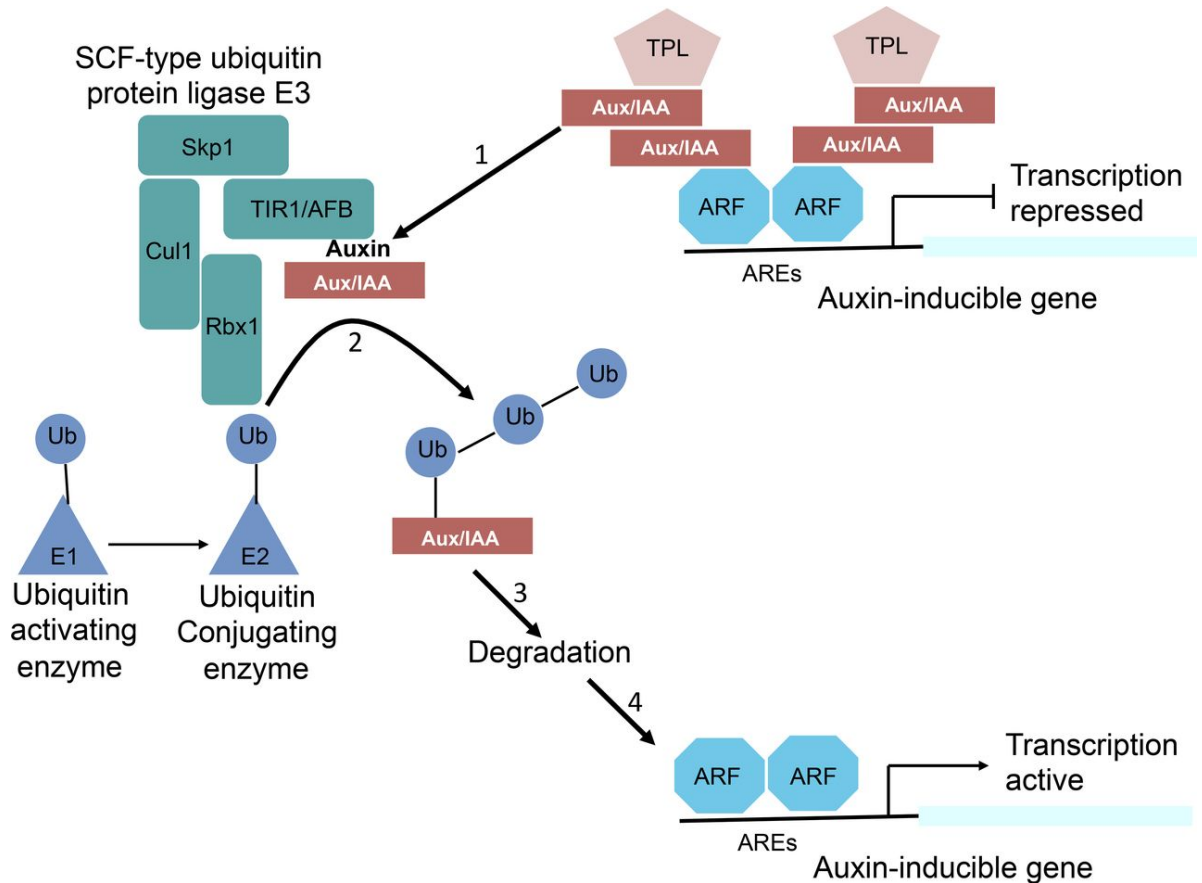 SCF-type ubiquitin
protein ligase E3
Skp1
TIR1/AFB
Cul1
Auxin
Aux/IAA
Rbx1
1
TPL
TPL
Aux/IAA
Aux/IAA
Aux/IAA
Aux/IAA
ARF
ARF
Transcription
repressed
AREs
Auxin-inducible gene
2
Ub
Ub
Ub
Ub
Ub
E1
E2
Ubiquitin
activating
enzyme
Ubiquitin
Conjugating
enzyme
Aux/IAA
3
Degradation
4
ARF
ARF
Transcription
active
AREs
Auxin-inducible gene